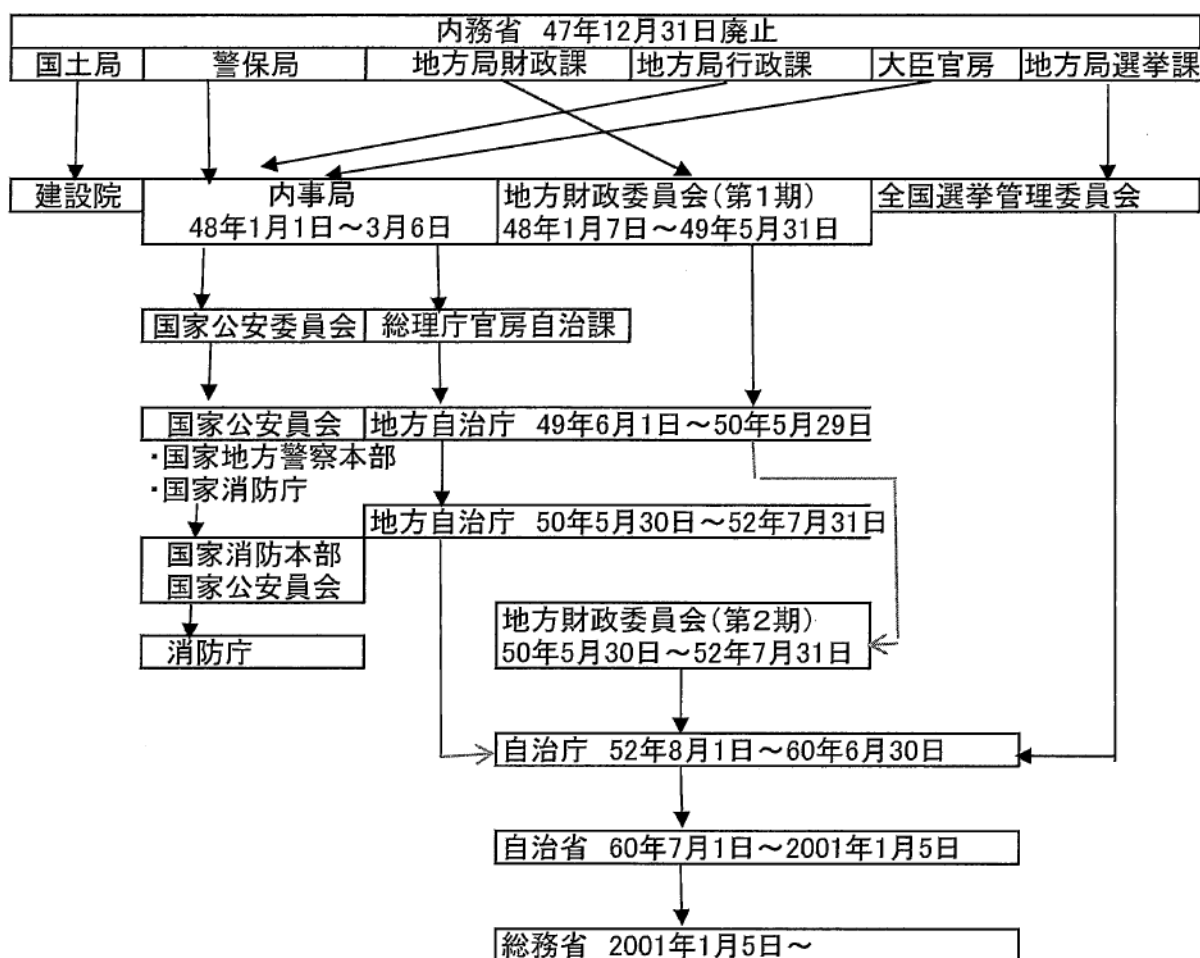 内務省 47年12月31日廃止
国土局 警保局 地方局財政課 地方局行政課 大臣官房 地方局選挙課
建設院 内事局 地方財政委員会(第1期) 全国選挙管理委員会
48年1月1日～3月6日 48年1月7日～49年5月31日
国家公安委員会 総理庁官房自治課
国家公安員会 地方自治庁 49年6月1日～50年5月29日
・国家地方警察本部
・国家消防庁
地方自治庁 50年5月30日～52年7月31日
国家消防本部
国家公安員会
地方財政委員会(第2期)
50年5月30日～52年7月31日
消防庁
自治庁 52年8月1日～60年6月30日
自治省 60年7月1日～2001年1月5日
総務省 2001年1月5日～